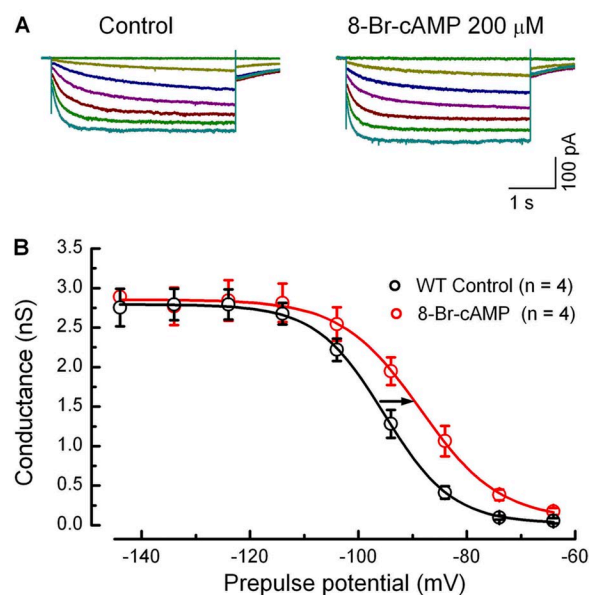 A
Control
8-Br-cAMP 200 μM
100 pA
1 s
B
3.5
3.0
2.5
2.0
1.5
1.0
0.5
0.0
Conductance (nS)
WT Control (n = 4)
8-Br-cAMP (n = 4)
-140 -120 -100 -80 -60
Prepulse potential (mV)